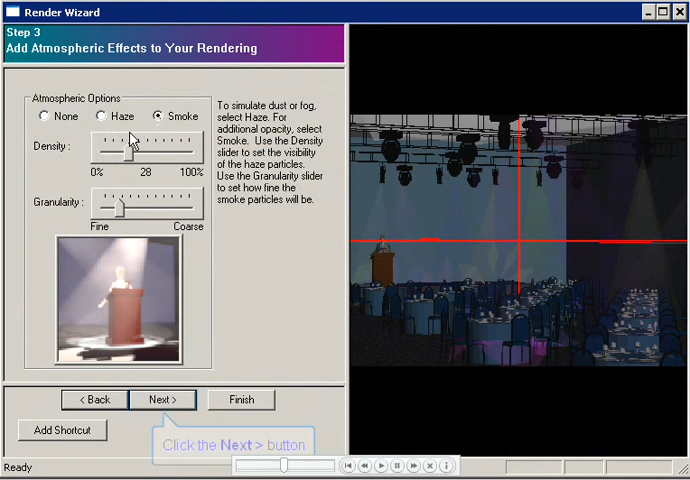 Render Wizard
Step 3
Add Atmospheric Effects to Your Rendering
Atmospheric Options
None Haze Smoke
Density :
0% 28 100%
Granularity :
Fine Coarse
To simulate dust or fog,
select Haze. For
additional opacity, select
Smoke. Use the Density
slider to set the visibility
of the haze particles.
Use the Granularity slider
to set how fine the
smoke particles will be.
< Back Next > Finish
Add Shortcut
Click the Next > button
Ready